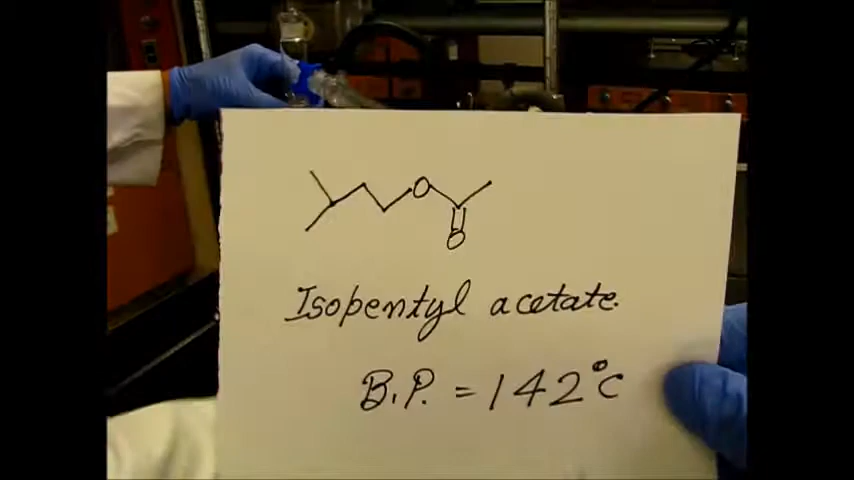 O
O
Isopentyl acetate.
B.P. = 142°C